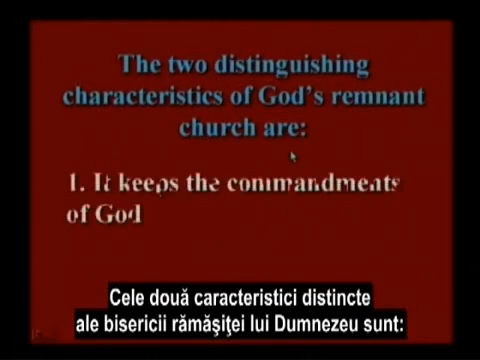 The two distinguishing
characteristics of God's remnant
church are:
1. It keeps the commandments
of God
Cele două caracteristici distincte
ale bisericii rămăşiţei lui Dumnezeu sunt: